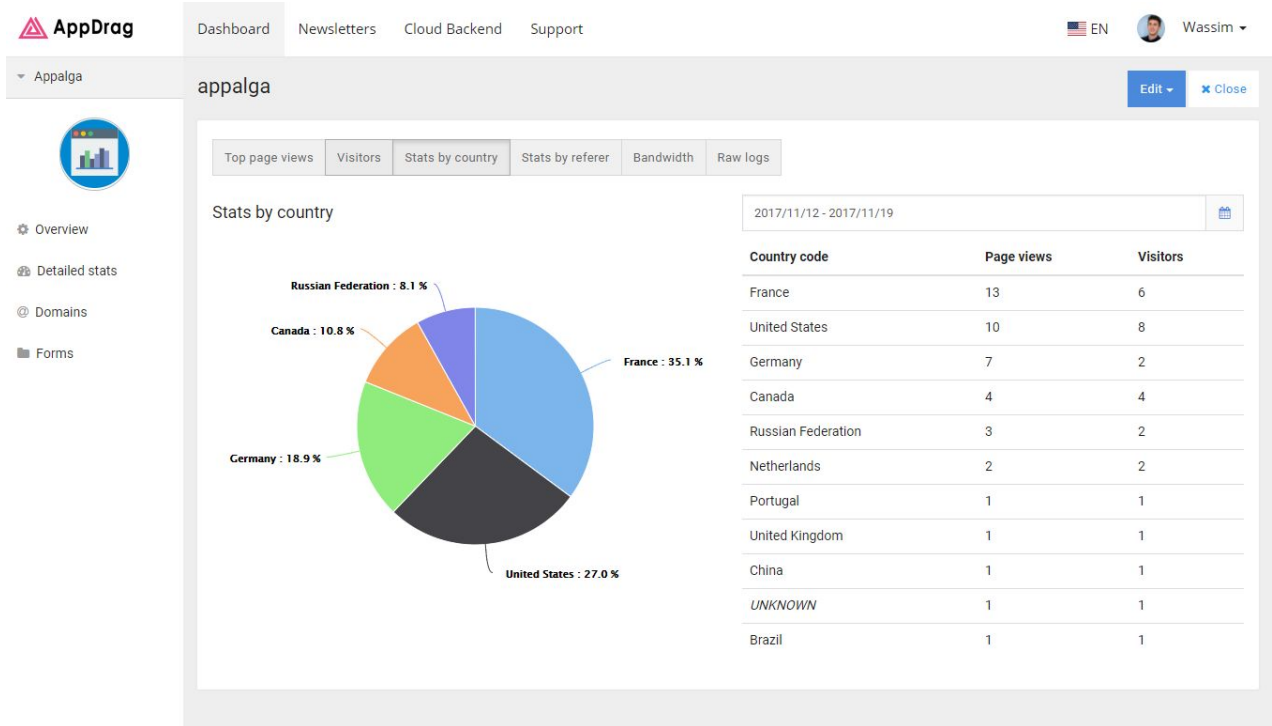 AppDrag Dashboard Newsletters Cloud Backend Support EN Wassim
Appalga
appalga Edit Close
Top page views Visitors Stats by country Stats by referer Bandwidth Raw logs
Stats by country
2017/11/12 - 2017/11/19
Overview
Detailed stats
Domains
Forms
Russian Federation : 8.1 %
Canada : 10.8 %
France : 35.1 %
Germany : 18.9 %
United States : 27.0 %
Country code Page views Visitors
France 13 6
United States 10 8
Germany 7 2
Canada 4 4
Russian Federation 3 2
Netherlands 2 2
Portugal 1 1
United Kingdom 1 1
China 1 1
UNKNOWN 1 1
Brazil 1 1